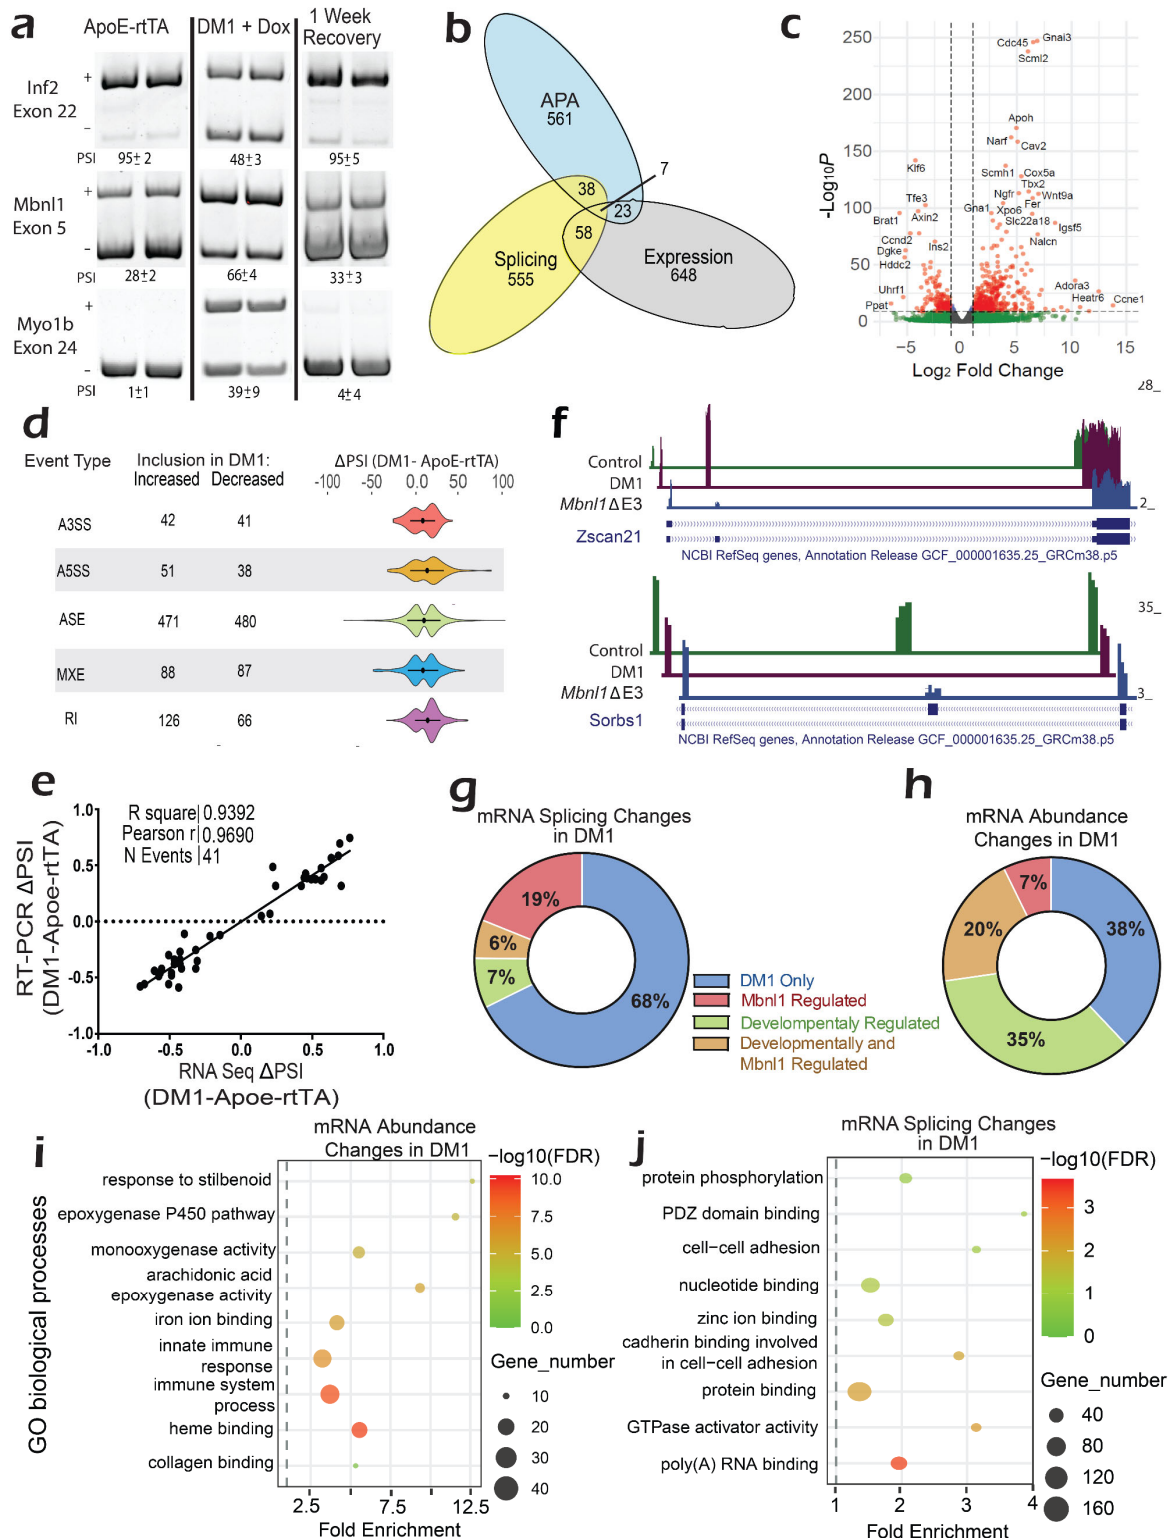 a
ApoE-rtTA
DM1 + Dox
1 Week
Recovery
Inf2
Exon 22
+
−
PSI
95± 2
48±3
95±5
Mbnl1
Exon 5
+
−
PSI
28±2
66±4
33±3
Myo1b
Exon 24
+
−
PSI
1±1
39±9
4±4
b
APA
561
7
38
23
58
Splicing
555
Expression
648
c
-Log10P
250
200
150
100
50
0
Cdc45
Gnai3
Scml2
Apoh
Narf
Cav2
Klf6
Scmh1
Cox5a
Tbx2
Tfe3
Ngfr
Wnt9a
Gna1
Xpo6
Fer
Brat1
Axin2
Slc22a18
Igsf5
Ccnd2
Ins2
Nalcn
Dgke
Hddc2
Adora3
Uhrf1
Heatr6
Ppat
Ccne1
−5
0
5
10
15
Log2 Fold Change
d
Event Type
Inclusion in DM1:
Increased
Decreased
ΔPSI (DM1- ApoE-rtTA)
-100
-50
0
50
100
A3SS
42
41
A5SS
51
38
ASE
471
480
MXE
88
87
RI
126
66
f
28_
Control
DM1
Mbnl1ΔE3
2_
Zscan21
NCBI RefSeq genes, Annotation Release GCF_000001635.25_GRCm38.p5
35_
Control
DM1
Mbnl1ΔE3
3_
Sorbs1
NCBI RefSeq genes, Annotation Release GCF_000001635.25_GRCm38.p5
e
R square 0.9392
Pearson r 0.9690
N Events 41
RT-PCR ΔPSI
(DM1-Apoe-rtTA)
1.0
0.5
0.0
-0.5
-1.0
-1.0
-0.5
0.0
0.5
1.0
RNA Seq ΔPSI
(DM1-Apoe-rtTA)
g
mRNA Splicing Changes
in DM1
19%
6%
7%
68%
DM1 Only
Mbnl1 Regulated
Develompentaly Regulated
Developmentally and
Mbnl1 Regulated
h
mRNA Abundance
Changes in DM1
7%
20%
38%
35%
i
mRNA Abundance
Changes in DM1
GO biological processes
response to stilbenoid
epoxygenase P450 pathway
monooxygenase activity
arachidonic acid
epoxygenase activity
iron ion binding
innate immune
response
immune system
process
heme binding
collagen binding
2.5
5
7.5
12.5
Fold Enrichment
−log10(FDR)
10.0
7.5
5.0
2.5
0.0
Gene_number
10
20
30
40
j
mRNA Splicing Changes
in DM1
protein phosphorylation
PDZ domain binding
cell−cell adhesion
nucleotide binding
zinc ion binding
cadherin binding involved
in cell-cell adhesion
protein binding
GTPase activator activity
poly(A) RNA binding
1
2
3
4
Fold Enrichment
−log10(FDR)
3
2
1
0
Gene_number
40
80
120
160